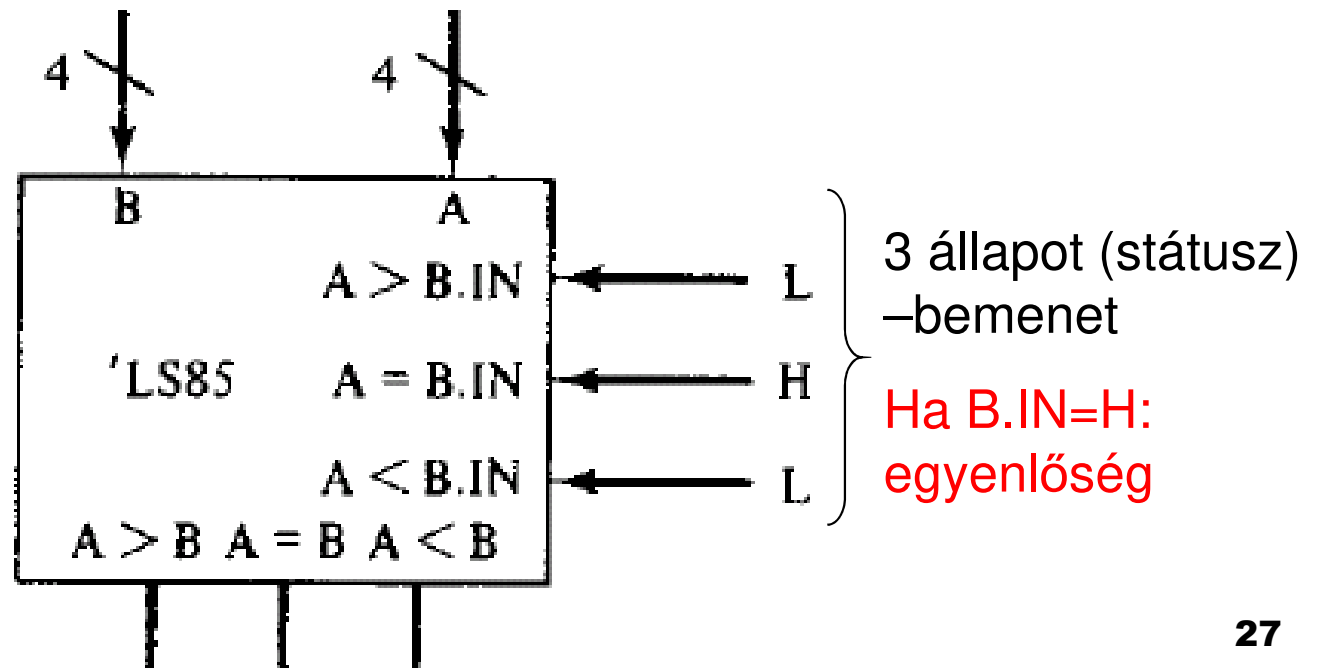 4 4
B A
A > B.IN L
'LS85 A = B.IN H
A < B.IN L
A > B A = B A < B
3 állapot (státusz)
–bemenet
Ha B.IN=H:
egyenlőség
27